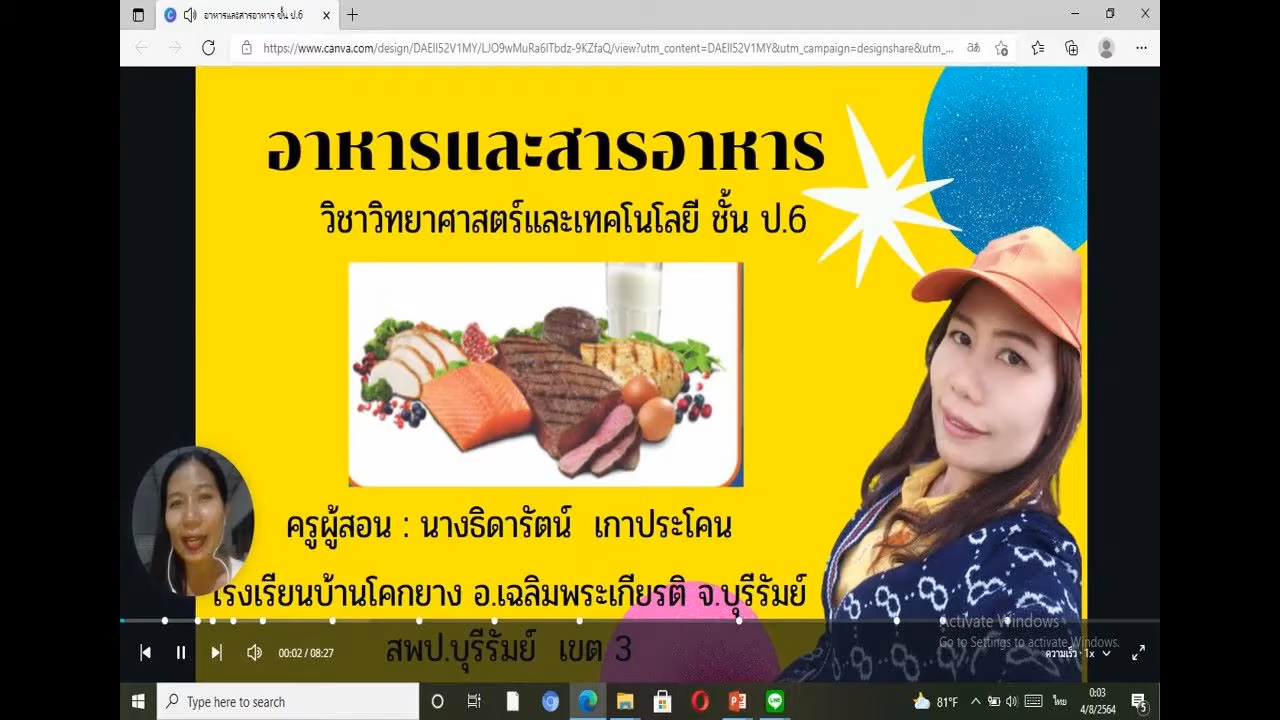 อาหารและสารอาหาร ชั้น ป.6
https://www.canva.com/design/DAEll52V1MY/LJO9wMuRa6ITbdz-9KZfaQ/view?utm_content=DAEll52V1MY&utm_campaign=designshare&utm_...
อาหารและสารอาหาร
วิชาวิทยาศาสตร์และเทคโนโลยี ชั้น ป.6
ครูผู้สอน : นางธิดารัตน์ เกาประโคน
โรงเรียนบ้านโคกยาง อ.เฉลิมพระเกียรติ จ.บุรีรัมย์
สพป.บุรีรัมย์ เขต 3
Activate Windows
Go to Settings to activate Windows.
00:02 / 08:27
ความเร็ว · 1x
Type here to search
81°F
ไทย
0:03
4/8/2564
5